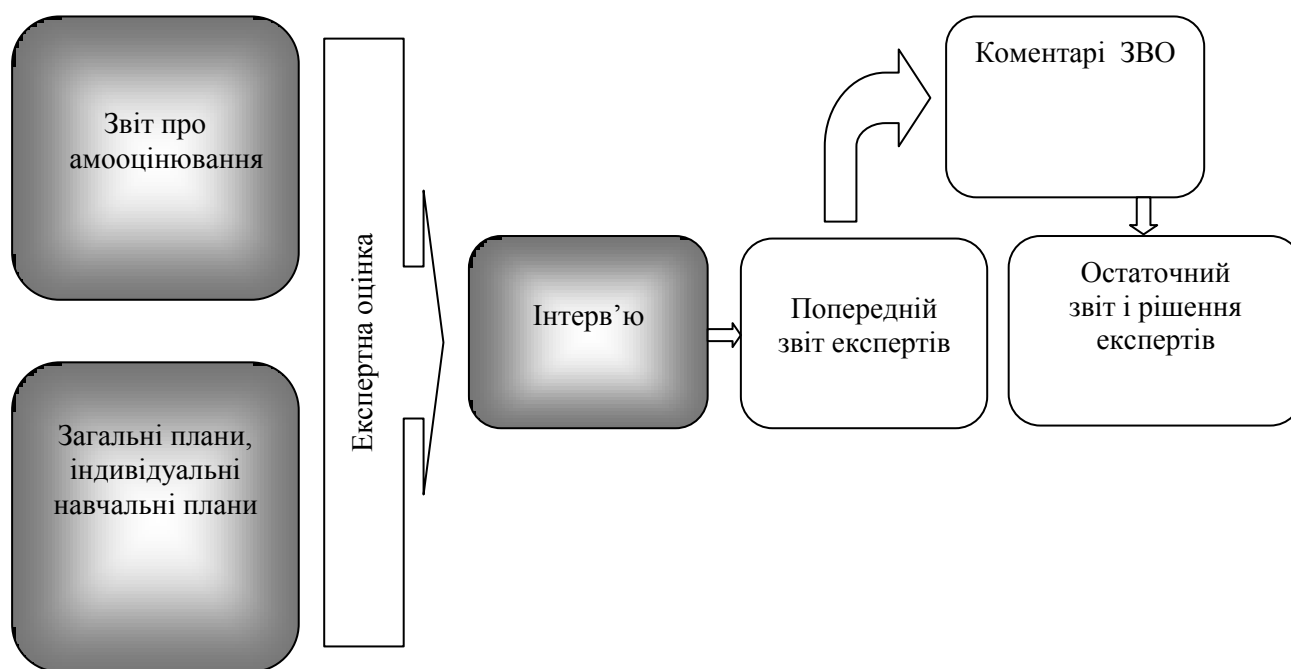 Звіт про
амооцінювання
Загальні плани,
індивідуальні
навчальні плани
Експертна оцінка
Інтерв’ю
Попередній
звіт експертів
Коментарі ЗВО
Остаточний
звіт і рішення
експертів